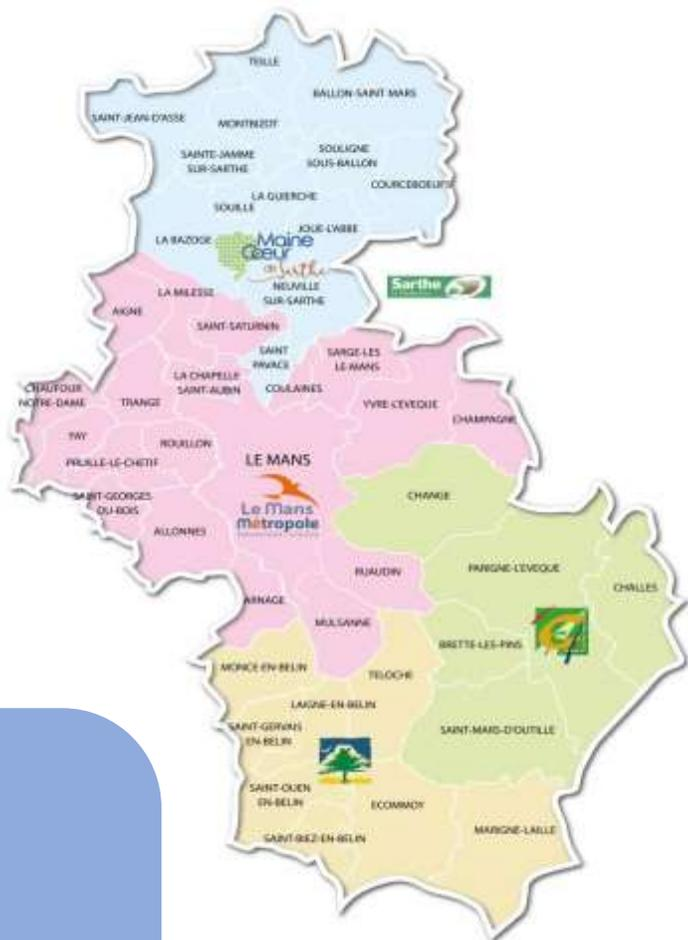 TEILLE
BALLON-SAINT MARS
SAINT-JEAN-D'ASSE
MONTBIZOT
SAINTE-JAMME
SUR-SARTHE
SOULIGNE
SOUS-BALLON
COURCEBOEUFS
LA GUIERCHE
SOUILLE
JOUE-L'ABBE
LA BAZOGE
Maine
Cœur
de Sarthe
NEUVILLE
SUR-SARTHE
Sarthe
LA MILESSE
AIGNE
SAINT-SATURNIN
SAINT
PAVACE
SARGE-LES
LE-MANS
LA CHAPELLE
SAINT-AUBIN
COULAINES
CHAUFOUR
NOTRE-DAME
TRANGE
YVRE-L'EVEQUE
CHAMPAGNE
FAY
ROUILLON
PRUILLE-LE-CHETIF
LE MANS
CHANGE
SAINT-GEORGES
DU-BOIS
Le Mans
Métropole
ALLONNES
RUAUDIN
PARIGNE-L'EVEQUE
CHALLES
ARNAGE
MULSANNE
BRETTE-LES-PINS
MONCE-EN-BELIN
TELOCHE
LAIGNE-EN-BELIN
SAINT-GERVAIS
EN-BELIN
SAINT-MARS-D'OUTILLE
SAINT-OUEN
EN-BELIN
ECOMMOY
MARIGNE-LAILLE
SAINT-BIEZ-EN-BELIN